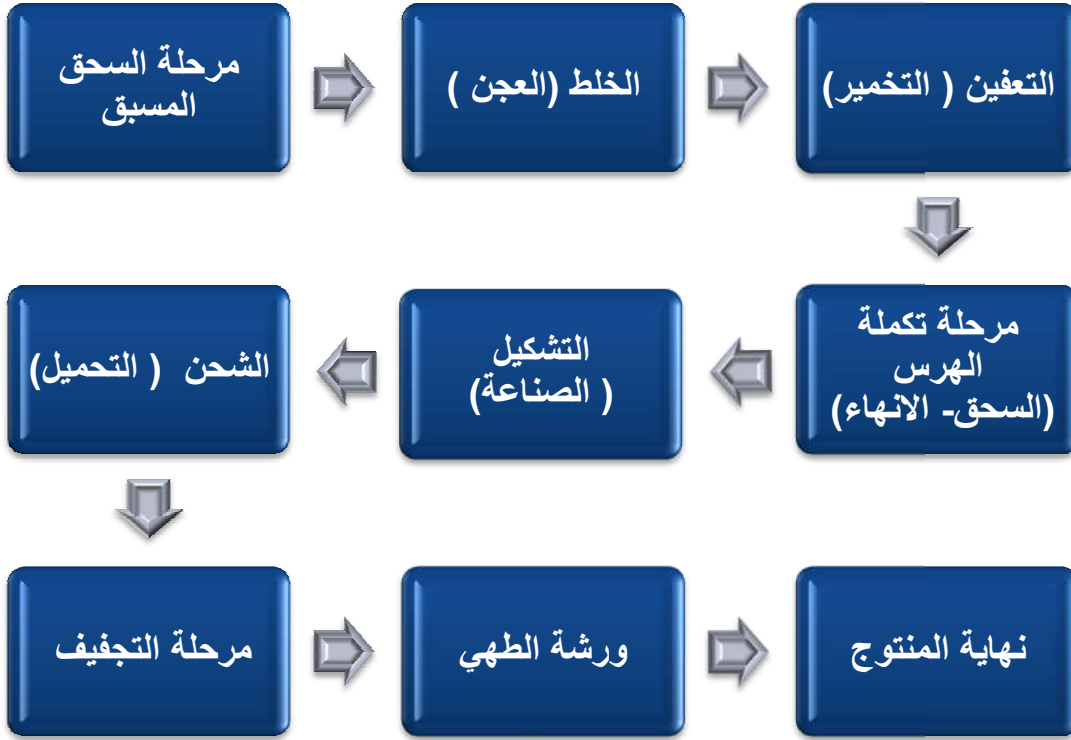 مرحلة السحق
المسبق
الخلط (العجن )
التعفين ( التخمير)
مرحلة تكملة
الهرس
(السحق- الانهاء)
التشكيل
( الصناعة)
الشحن ( التحميل)
مرحلة التجفيف
ورشة الطهي
نهاية المنتوج